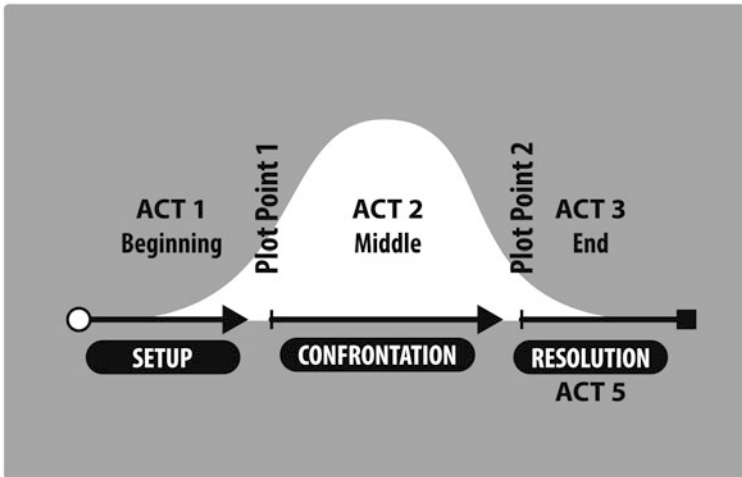 ACT 1
Beginning
Plot Point 1
ACT 2
Middle
Plot Point 2
ACT 3
End
SETUP
CONFRONTATION
RESOLUTION
ACT 5